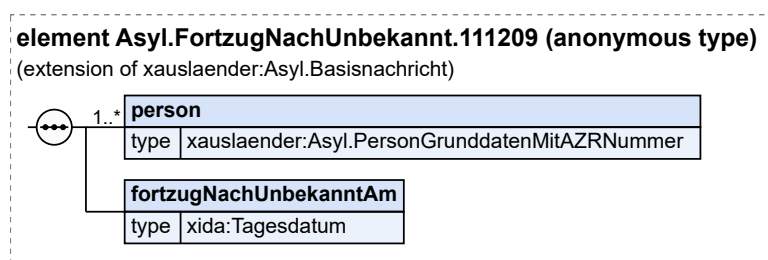 element Asyl.FortzugNachUnbekannt.111209 (anonymous type)
(extension of xauslaender:Asyl.Basisnachricht)
1..* person
type xauslaender:Asyl.PersonGrunddatenMitAZRNummer
fortzugNachUnbekanntAm
type xida:Tagesdatum